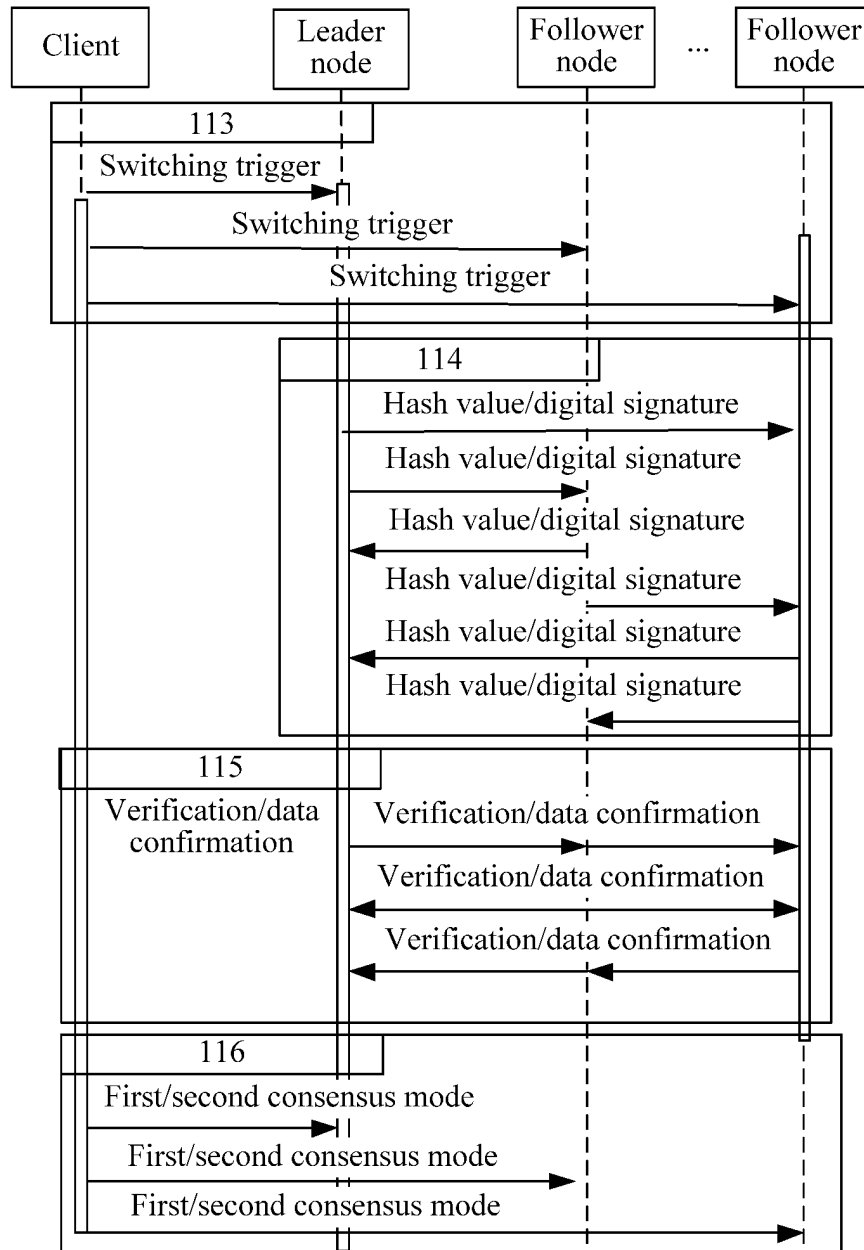 Client
Leader
node
Follower
node
...
Follower
node
113
Switching trigger
Switching trigger
Switching trigger
114
Hash value/digital signature
Hash value/digital signature
Hash value/digital signature
Hash value/digital signature
Hash value/digital signature
Hash value/digital signature
115
Verification/data
confirmation
Verification/data confirmation
Verification/data confirmation
Verification/data confirmation
116
First/second consensus mode
First/second consensus mode
First/second consensus mode